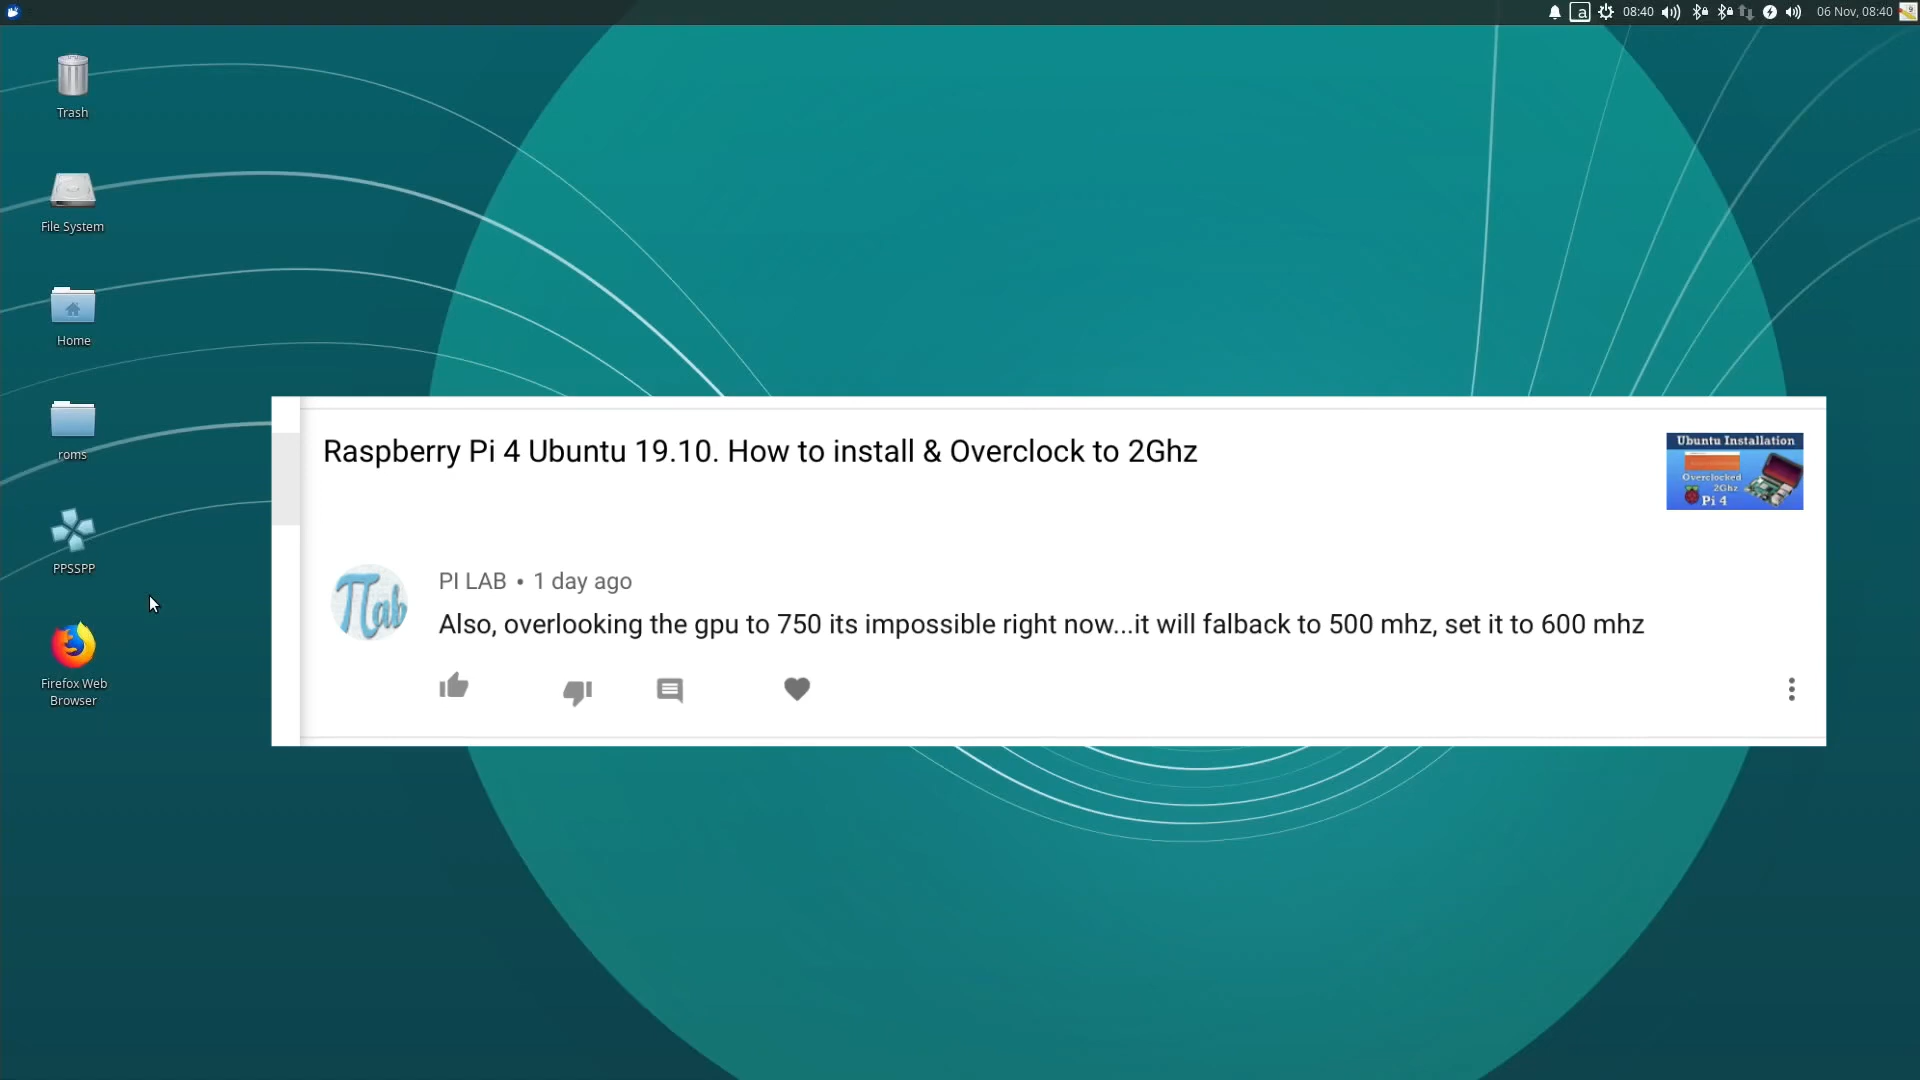 08:40
06 Nov, 08:40
Trash
File System
Home
roms
PPSSPP
Firefox Web
Browser
Raspberry Pi 4 Ubuntu 19.10. How to install & Overclock to 2Ghz
Ubuntu Installation
Overclocked
2Ghz
Pi 4
πab
PI LAB • 1 day ago
Also, overlooking the gpu to 750 its impossible right now...it will falback to 500 mhz, set it to 600 mhz